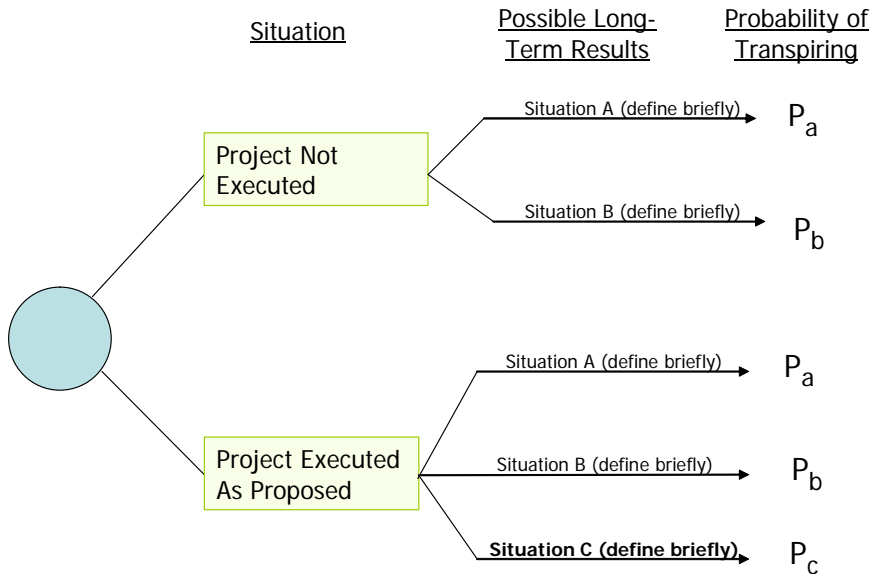 Situation
Possible Long-
Term Results
Probability of
Transpiring
Project Not
Executed
Situation A (define briefly)
Pa
Situation B (define briefly)
Pb
Project Executed
As Proposed
Situation A (define briefly)
Pa
Situation B (define briefly)
Pb
Situation C (define briefly)
Pc